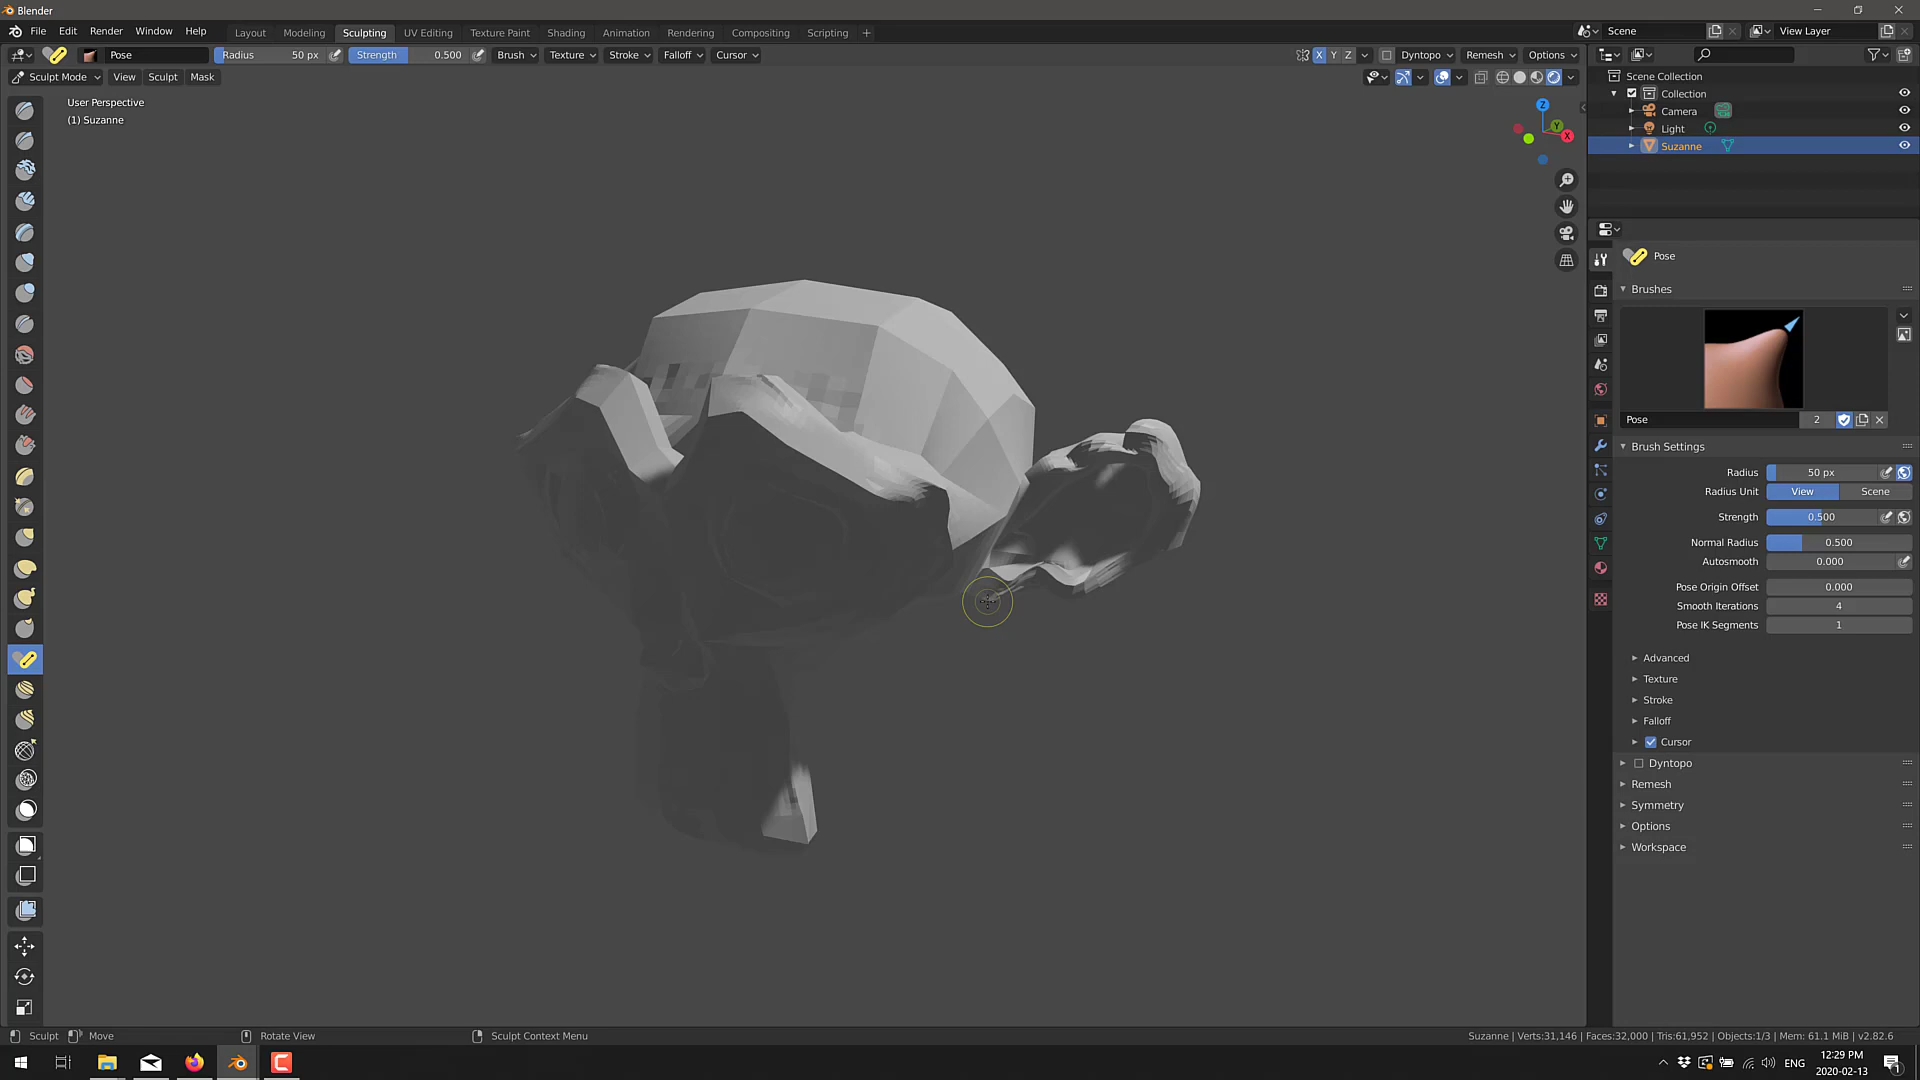 Blender
File Edit Render Window Help Layout Modeling Sculpting UV Editing Texture Paint Shading Animation Rendering Compositing Scripting + Scene View Layer
Pose Radius 50 px Strength 0.500 Brush Texture Stroke Falloff Cursor X Y Z Dyntopo Remesh Options
Sculpt Mode View Sculpt Mask
User Perspective
(1) Suzanne
Z
Y
X
Scene Collection
Collection
Camera
Light
Suzanne
Pose
Brushes
Pose 2
Brush Settings
Radius 50 px
Radius Unit View Scene
Strength 0.500
Normal Radius 0.500
Autosmooth 0.000
Pose Origin Offset 0.000
Smooth Iterations 4
Pose IK Segments 1
Advanced
Texture
Stroke
Falloff
Cursor
Dyntopo
Remesh
Symmetry
Options
Workspace
Sculpt Move Rotate View Sculpt Context Menu Suzanne | Verts:31,146 | Faces:32,000 | Tris:61,952 | Objects:1/3 | Mem: 61.1 MiB | v2.82.6
ENG 12:29 PM
2020-02-13
1